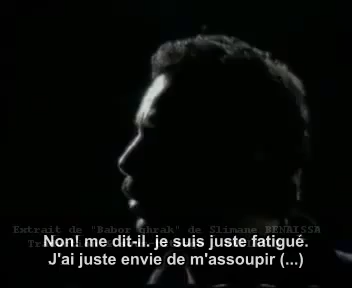 Extrait de "Babor ghrak" de Slimane BENAISSA
Non! me dit-il. je suis juste fatigué.
J'ai juste envie de m'assoupir (...)